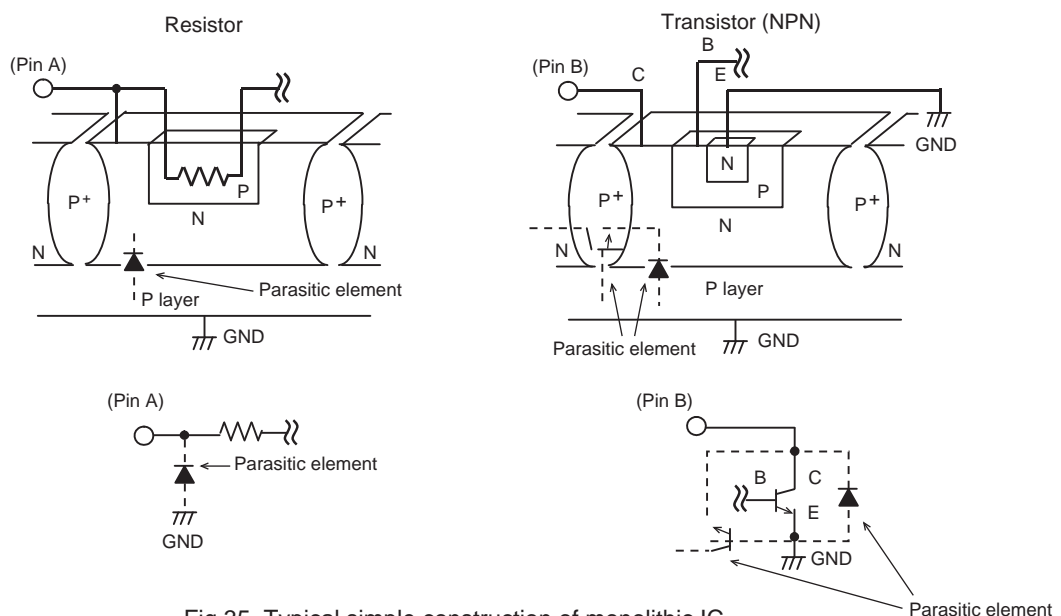 Resistor
(Pin A)
P+
P
N
P+
N
N
P layer
Parasitic element
GND
Transistor (NPN)
(Pin B)
C
B
E
GND
N
P
P+
N
P+
N
N
P layer
Parasitic element
GND
(Pin A)
Parasitic element
GND
(Pin B)
B
C
E
GND
Parasitic element
Fig.35 Typical simple construction of monolithic IC